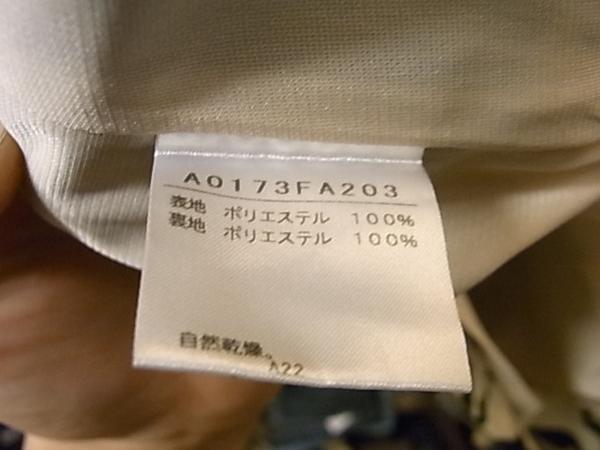 A0173FA203
表地 ポリエステル 100%
裏地 ポリエステル 100%
自然乾燥。
A22